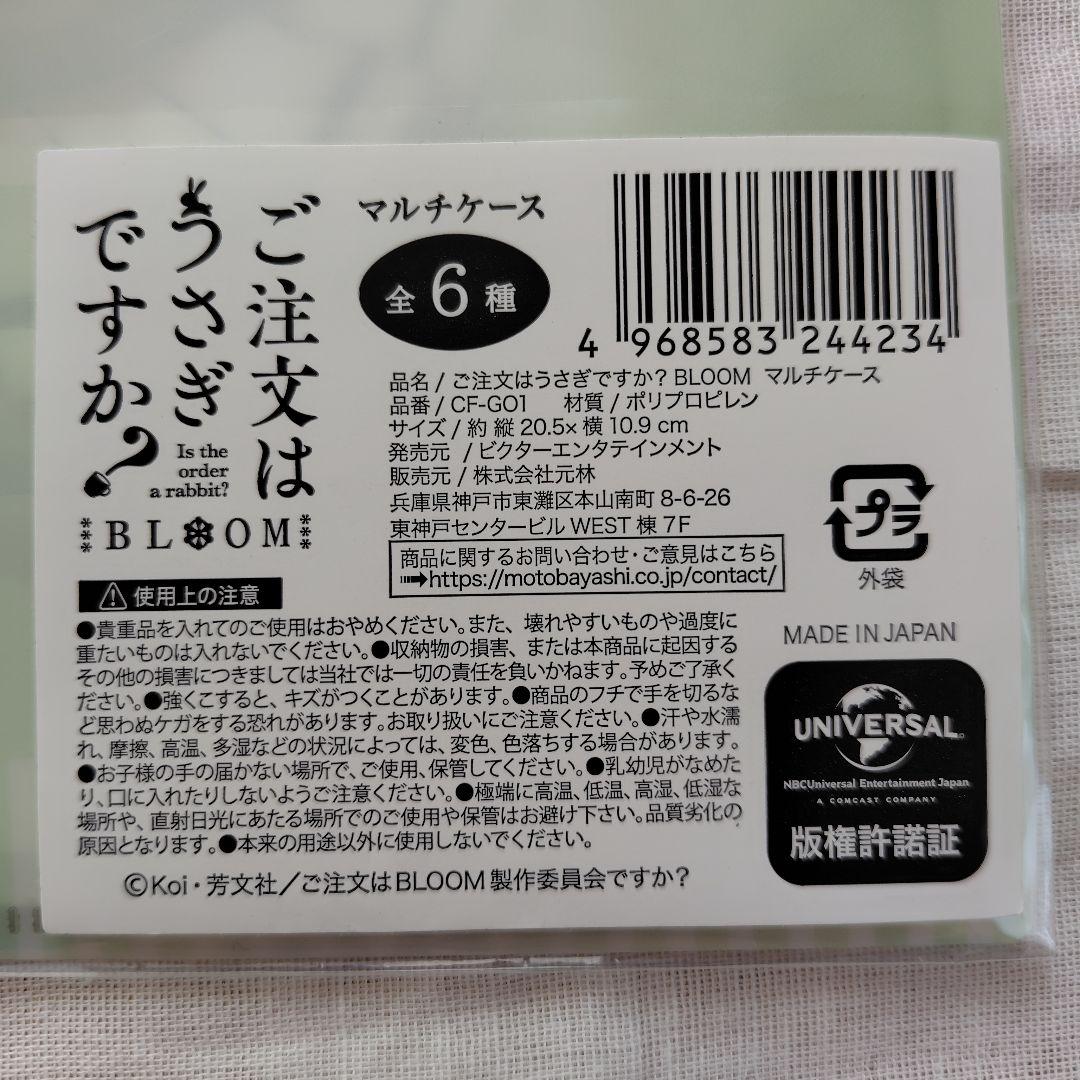 ご注文は
うさぎ
ですか?
Is the
order
a rabbit?
BLOOM
マルチケース
全6種
4 968583 244234
品名 / ご注文はうさぎですか? BLOOM マルチケース
品番 / CF-GO1 材質 / ポリプロピレン
サイズ / 約 縦 20.5× 横 10.9 cm
発売元 / ビクターエンタテインメント
販売元 / 株式会社元林
兵庫県神戸市東灘区本山南町 8-6-26
東神戸センタービル WEST 棟 7F
商品に関するお問い合わせ・ご意見はこちら
➡https://motobayashi.co.jp/contact/
プラ
外袋
⚠ 使用上の注意
●貴重品を入れてのご使用はおやめください。また、壊れやすいものや過度に
重たいものは入れないでください。●収納物の損害、または本商品に起因する
その他の損害につきましては当社では一切の責任を負いかねます。予めご了承く
ださい。●強くこすると、キズがつくことがあります。●商品のフチで手を切るな
ど思わぬケガをする恐れがあります。お取り扱いにご注意ください。●汗や水濡
れ、摩擦、高温、多湿などの状況によっては、変色、色落ちする場合があります。
●お子様の手の届かない場所で、ご使用、保管してください。●乳幼児がなめた
り、口に入れたりしないようご注意ください。●極端に高温、低温、高湿、低湿な
場所や、直射日光にあたる場所でのご使用や保管はお避け下さい。品質劣化の
原因となります。●本来の用途以外に使用しないでください。
MADE IN JAPAN
UNIVERSAL
NBCUniversal Entertainment Japan
A COMCAST COMPANY
版権許諾証
©Koi・芳文社／ご注文は BLOOM 製作委員会ですか?